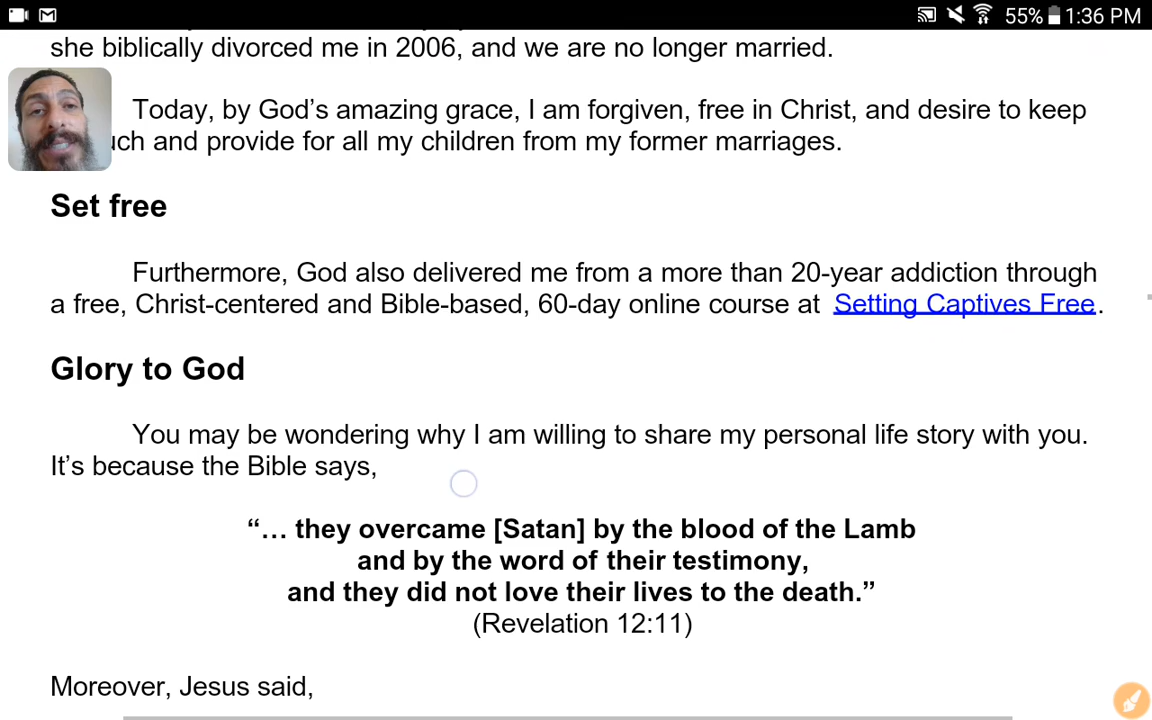 55% 1:36 PM
she biblically divorced me in 2006, and we are no longer married.
Today, by God’s amazing grace, I am forgiven, free in Christ, and desire to keep
and provide for all my children from my former marriages.
Set free
Furthermore, God also delivered me from a more than 20-year addiction through
a free, Christ-centered and Bible-based, 60-day online course at Setting Captives Free.
Glory to God
You may be wondering why I am willing to share my personal life story with you.
It’s because the Bible says,
“… they overcame [Satan] by the blood of the Lamb
and by the word of their testimony,
and they did not love their lives to the death.”
(Revelation 12:11)
Moreover, Jesus said,